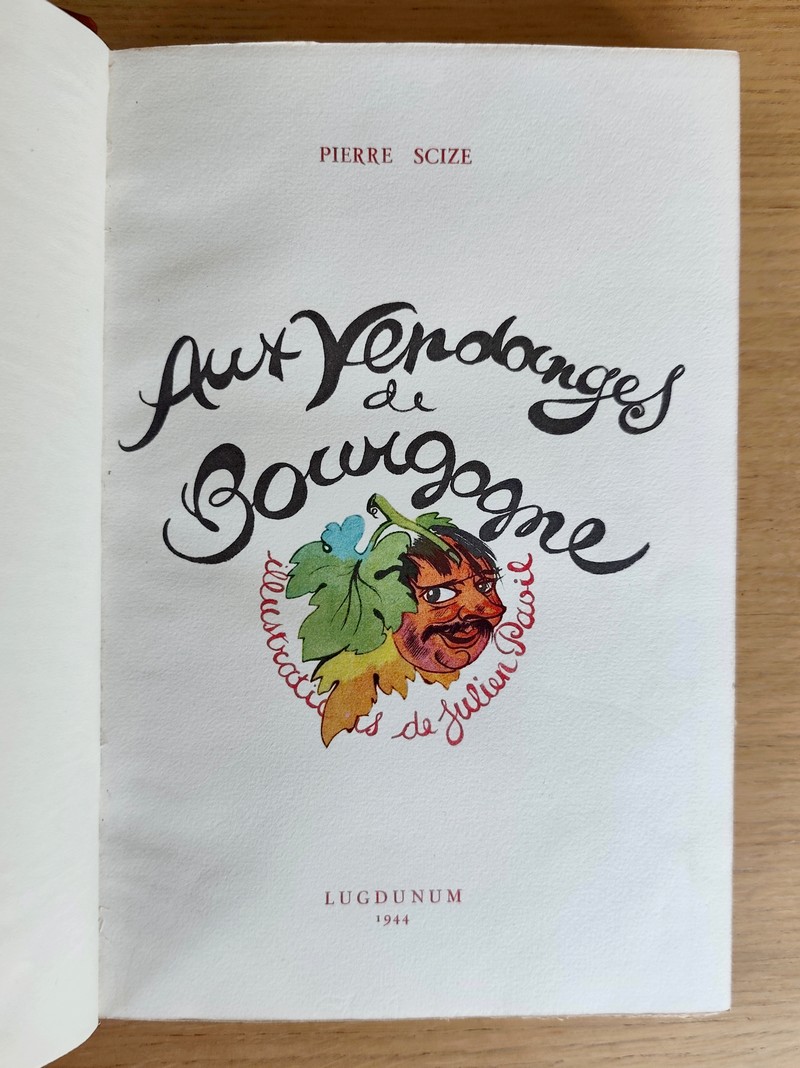 PIERRE SCIZE
Aux Vendanges
de
Bourgogne
illustrations de Julien Pavil
LUGDUNUM
1944